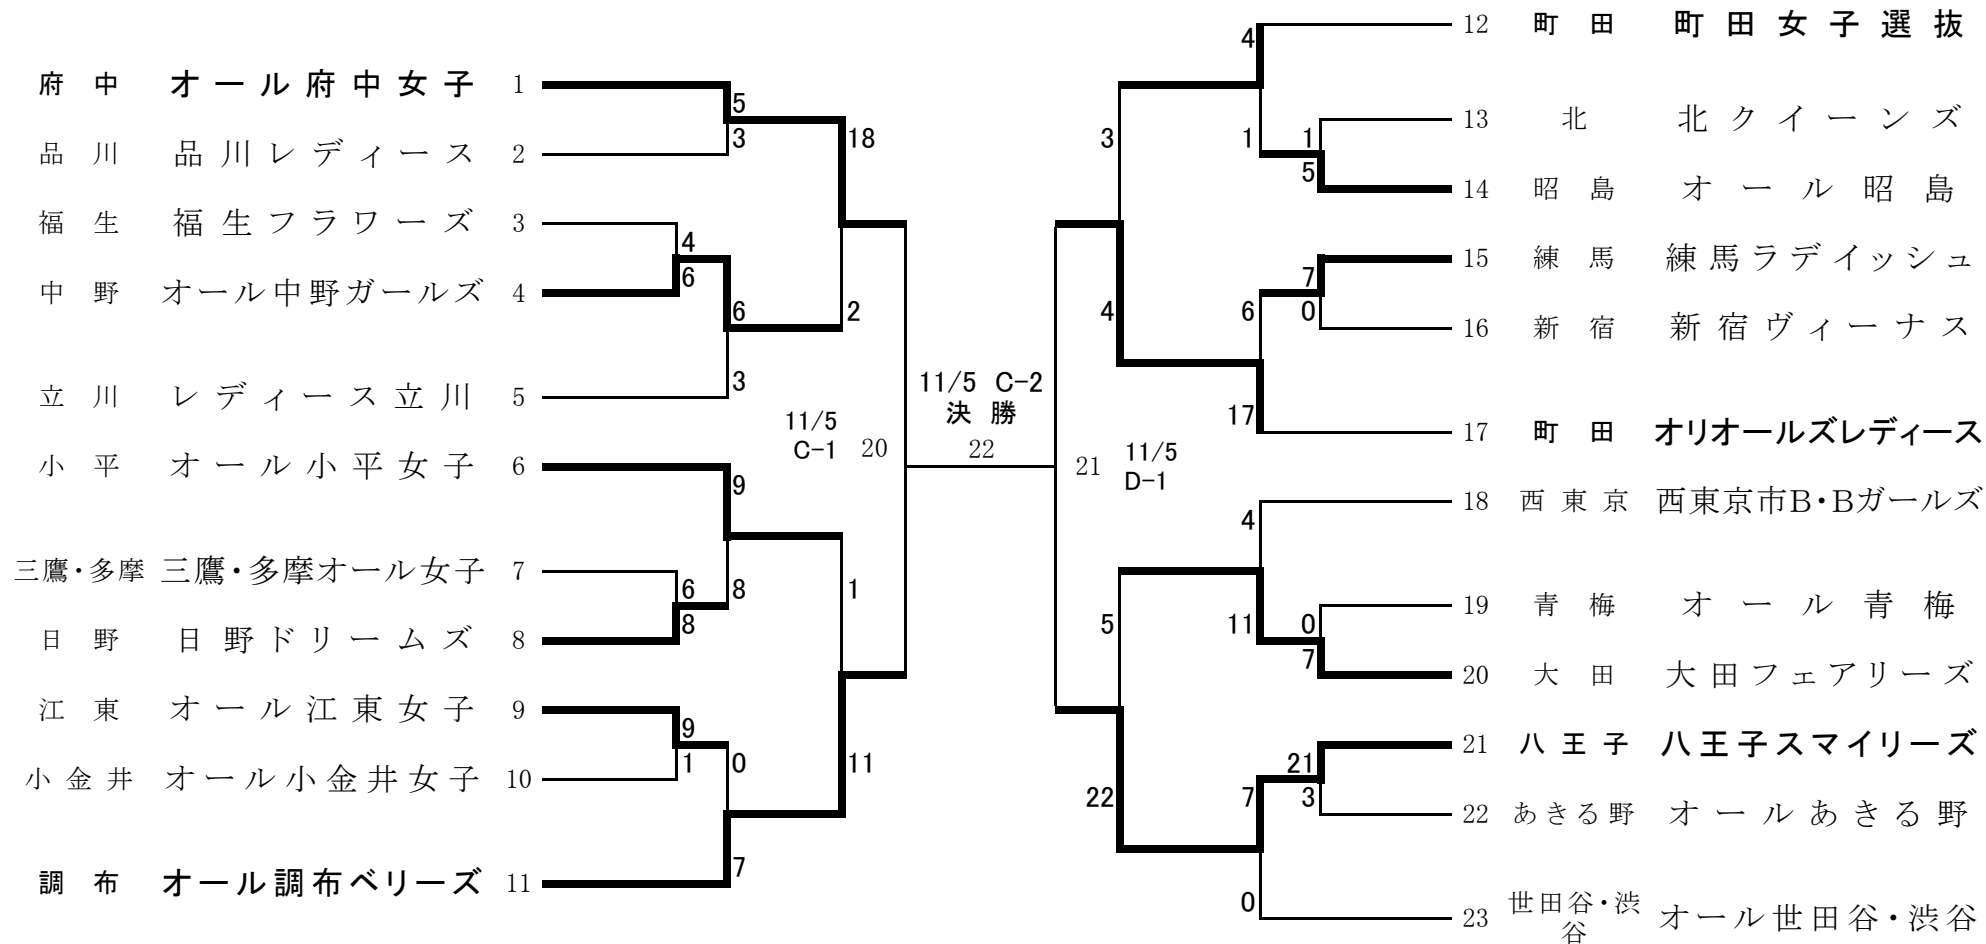 府中 オール府中女子 1
5
3
品川 品川レディース 2
18
福生 福生フラワーズ 3
4
6
中野 オール中野ガールズ 4
6
2
3
立川 レディース立川 5
11/5
C-1 20
小平 オール小平女子 6
9
三鷹・多摩 三鷹・多摩オール女子 7
6
8
8
1
日野 日野ドリームズ 8
江東 オール江東女子 9
9
1
0
11
小金井 オール小金井女子 10
7
調布 オール調布ベリーズ 11
11/5 C-2
決勝
22
12 町田 町田女子選抜
4
13 北 北クイーンズ
3
1
1
5
14 昭島 オール昭島
15 練馬 練馬ラデイッシュ
7
0
4
6
16 新宿 新宿ヴィーナス
17
17 町田 オリオールズレディース
21 11/5
D-1
18 西東京 西東京市B・Bガールズ
4
19 青梅 オール青梅
5
11
0
7
20 大田 大田フェアリーズ
21 八王子 八王子スマイリーズ
21
3
22
7
22 あきる野 オールあきる野
0
23 世田谷・渋谷 オール世田谷・渋谷